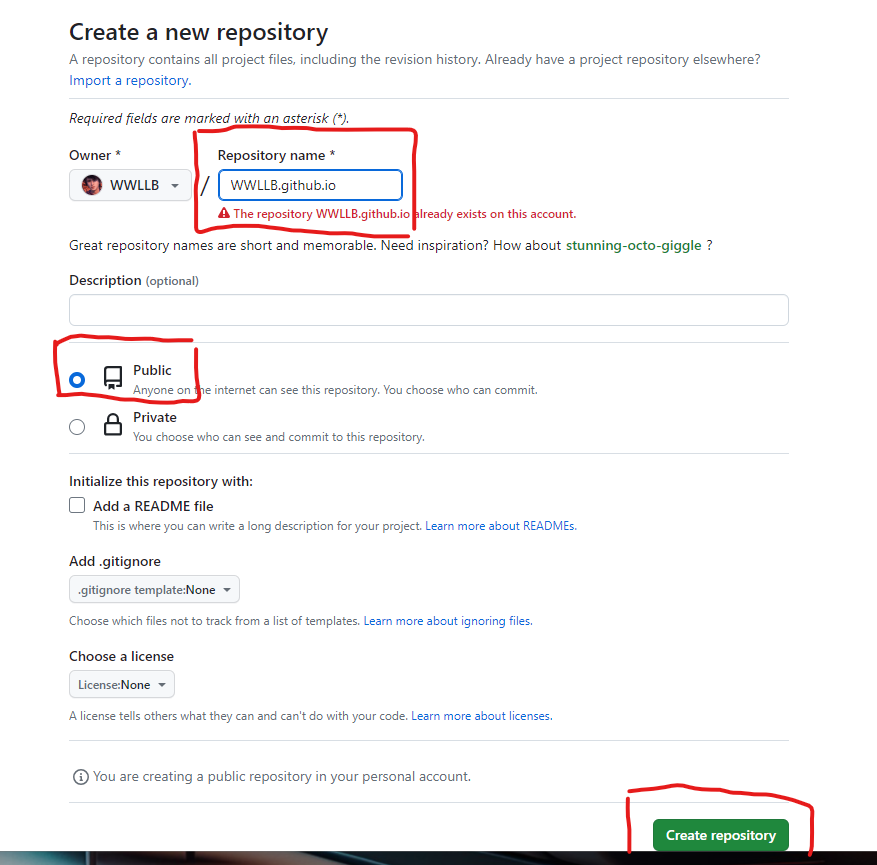 Create a new repository
A repository contains all project files, including the revision history. Already have a project repository elsewhere?
Import a repository.
Required fields are marked with an asterisk (*).
Owner *
Repository name *
WWLLB
/
WWLLB.github.io
The repository WWLLB.github.io already exists on this account.
Great repository names are short and memorable. Need inspiration? How about stunning-octo-giggle ?
Description (optional)
Public
Anyone on the internet can see this repository. You choose who can commit.
Private
You choose who can see and commit to this repository.
Initialize this repository with:
Add a README file
This is where you can write a long description for your project. Learn more about READMEs.
Add .gitignore
.gitignore template:None
Choose which files not to track from a list of templates. Learn more about ignoring files.
Choose a license
License:None
A license tells others what they can and can't do with your code. Learn more about licenses.
You are creating a public repository in your personal account.
Create repository